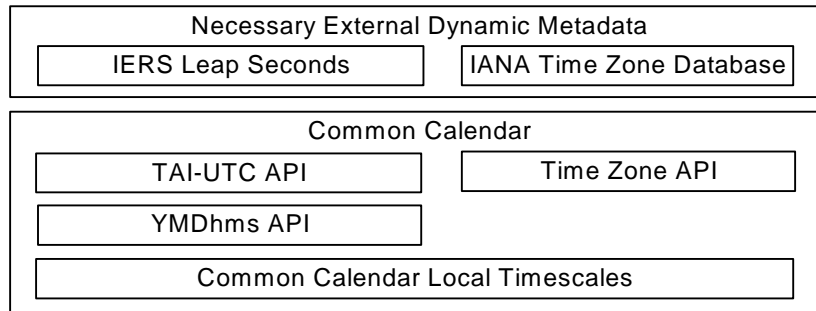 Necessary External Dynamic Metadata
IERS Leap Seconds
IANA Time Zone Database
Common Calendar
TAI-UTC API
Time Zone API
YMDhms API
Common Calendar Local Timescales